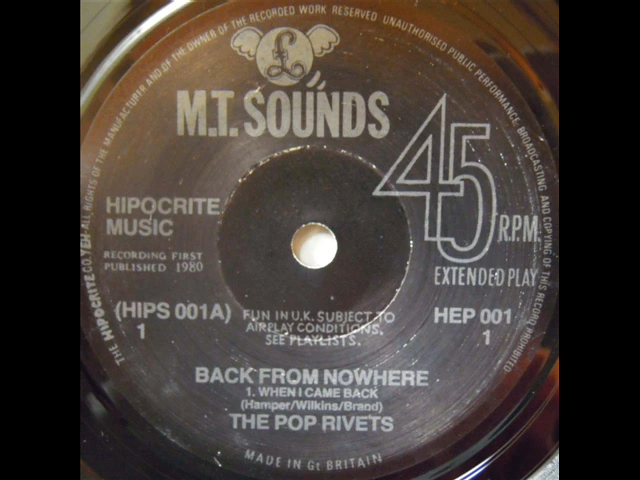 THE HIPOCRITE CO. YEH-ALL RIGHTS OF THE MANUFACTURER AND OF THE OWNER OF THE RECORDED WORK RESERVED UNAUTHORISED PUBLIC PERFORMANCE, BROADCASTING AND COPYING OF THIS RECORD PROHIBITED
£
M.T. SOUNDS
45
R.P.M.
EXTENDED PLAY
HIPOCRITE
MUSIC
RECORDING FIRST
PUBLISHED 1980
(HIPS 001A)
1
FUN IN U.K. SUBJECT TO
AIRPLAY CONDITIONS,
SEE PLAYLISTS.
HEP 001
1
BACK FROM NOWHERE
1. WHEN I CAME BACK
(Hamper/Wilkins/Brand)
THE POP RIVETS
MADE IN Gt BRITAIN